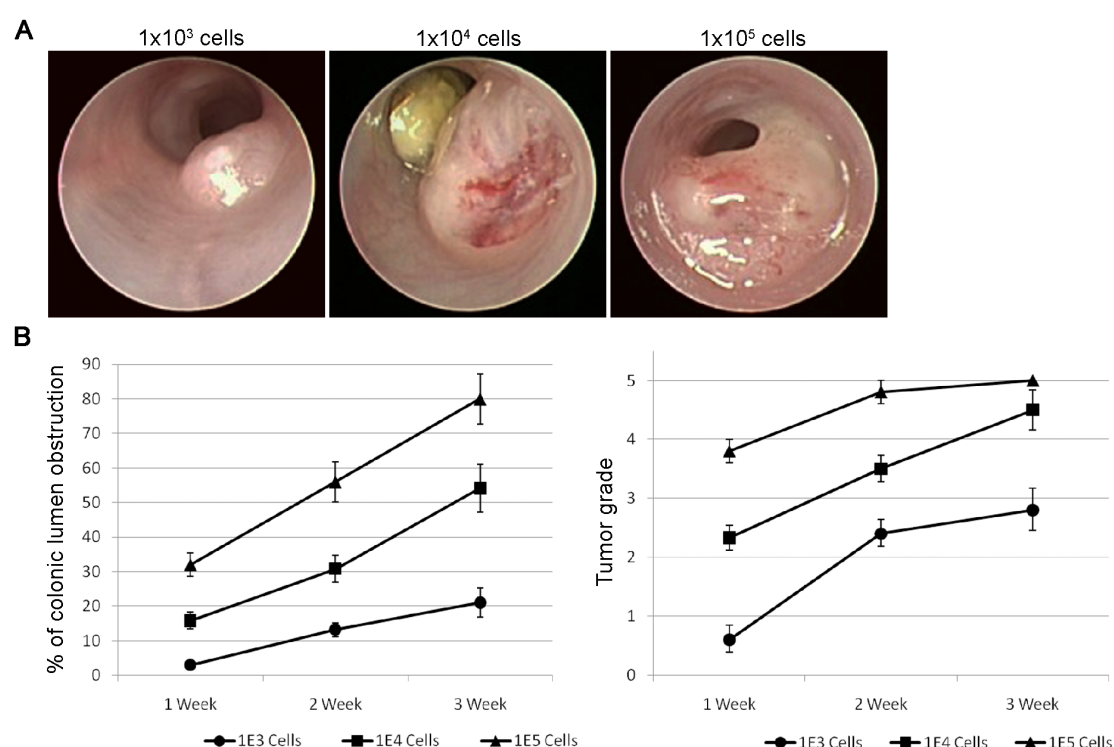 A
1x10³ cells 1x10⁴ cells 1x10⁵ cells
B
% of colonic lumen obstruction
90
80
70
60
50
40
30
20
10
0
1 Week 2 Week 3 Week
1E3 Cells 1E4 Cells 1E5 Cells
Tumor grade
5
4
3
2
1
0
1 Week 2 Week 3 Week
1E3 Cells 1E4 Cells 1E5 Cells